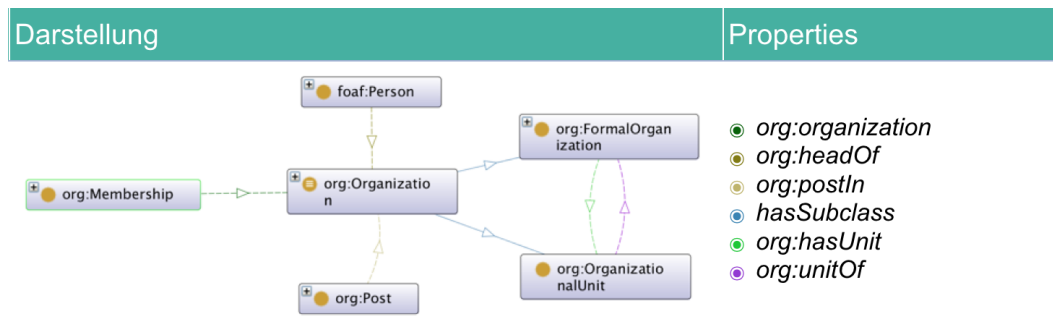 Darstellung
Properties
foaf:Person
org:FormalOrgan
ization
org:Membership
org:Organizatio
n
org:Organizatio
nalUnit
org:Post
org:organization
org:headOf
org:postIn
hasSubclass
org:hasUnit
org:unitOf